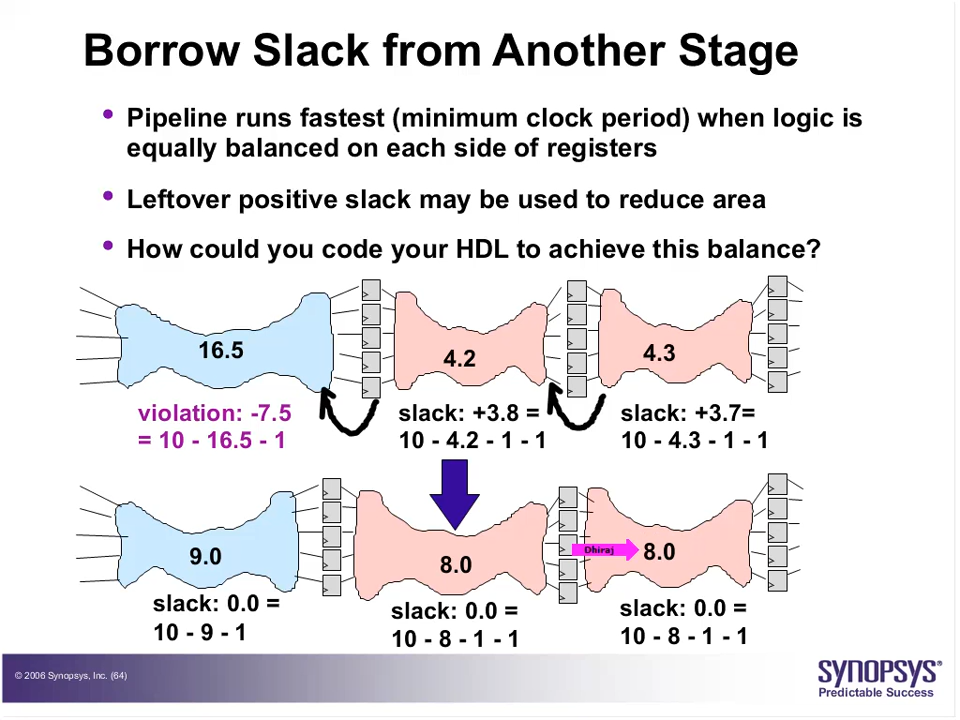 Borrow Slack from Another Stage
• Pipeline runs fastest (minimum clock period) when logic is
equally balanced on each side of registers
• Leftover positive slack may be used to reduce area
• How could you code your HDL to achieve this balance?
16.5
4.2
4.3
violation: -7.5
= 10 - 16.5 - 1
slack: +3.8 =
10 - 4.2 - 1 - 1
slack: +3.7=
10 - 4.3 - 1 - 1
9.0
8.0
Dhiraj
8.0
slack: 0.0 =
10 - 9 - 1
slack: 0.0 =
10 - 8 - 1 - 1
slack: 0.0 =
10 - 8 - 1 - 1
© 2006 Synopsys, Inc. (64)
SYNOPSYS®
Predictable Success